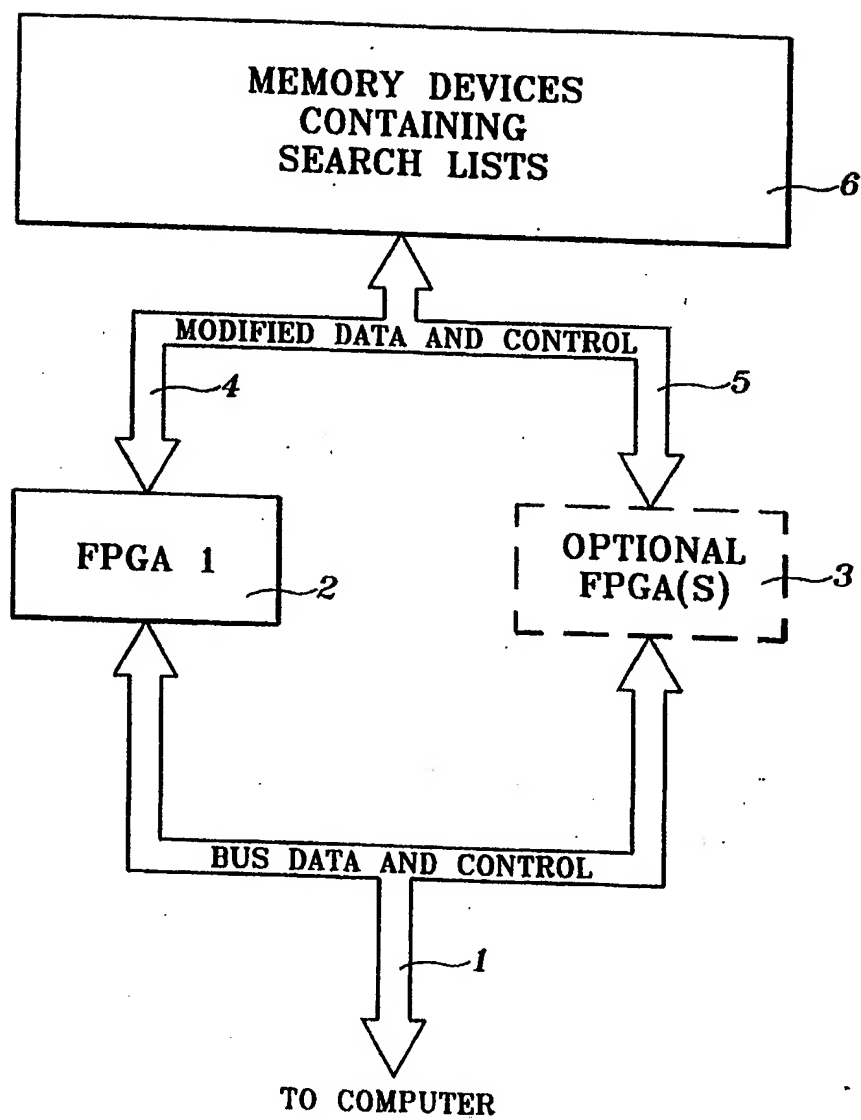 MEMORY DEVICES
CONTAINING
SEARCH LISTS
6
MODIFIED DATA AND CONTROL
4
5
FPGA 1
2
OPTIONAL
FPGA(S)
3
BUS DATA AND CONTROL
1
TO COMPUTER